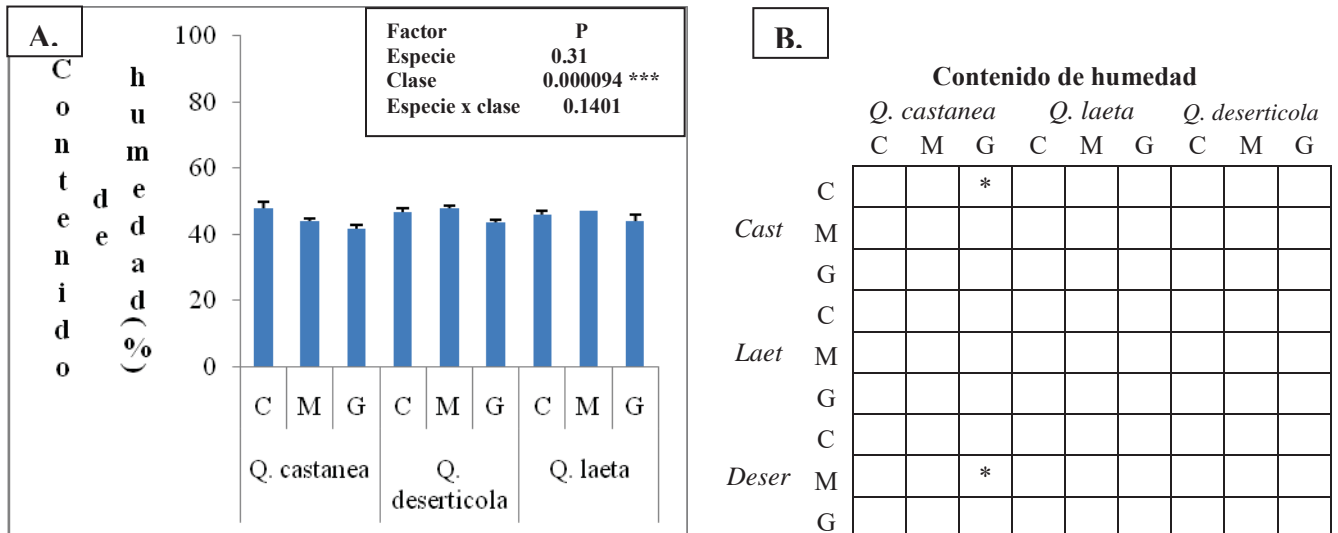 A.
Contenido
de
humedad(%)
100
80
60
40
20
0
Factor P
Especie 0.31
Clase 0.000094 ***
Especie x clase 0.1401
C M G C M G C M G
Q. castanea Q. deserticola Q. laeta
B.
Contenido de humedad
Q. castanea Q. laeta Q. deserticola
C M G C M G C M G
C *
Cast M
G
C
Laet M
G
C
Deser M *
G